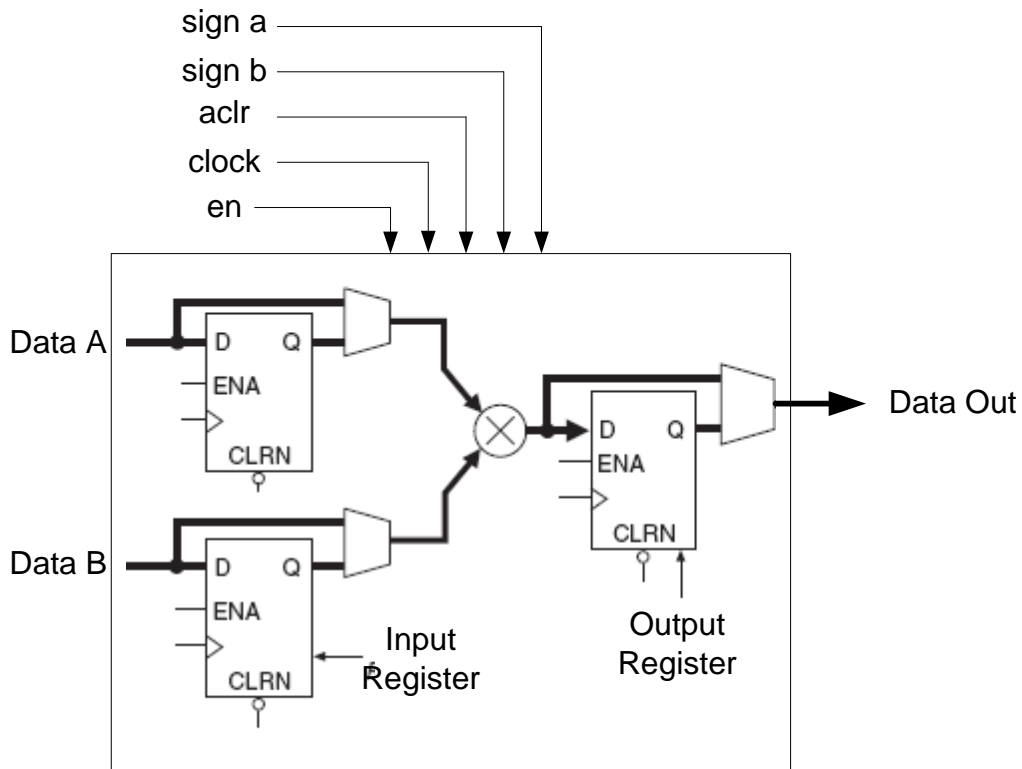 sign a
sign b
aclr
clock
en
Data A
D Q
ENA
CLRN
Data Out
D Q
ENA
CLRN
Data B
D Q
ENA
CLRN
Input
Register
Output
Register